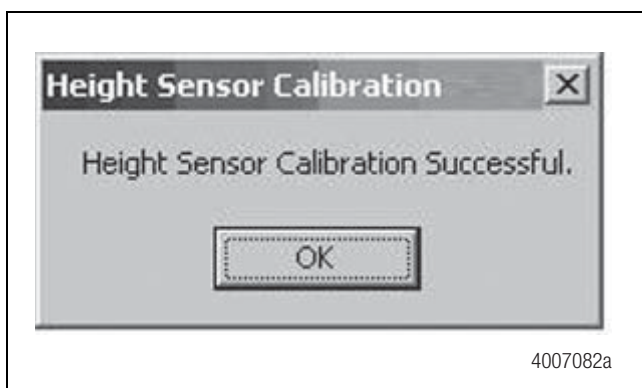 Height Sensor Calibration
Height Sensor Calibration Successful.
OK
4007082a